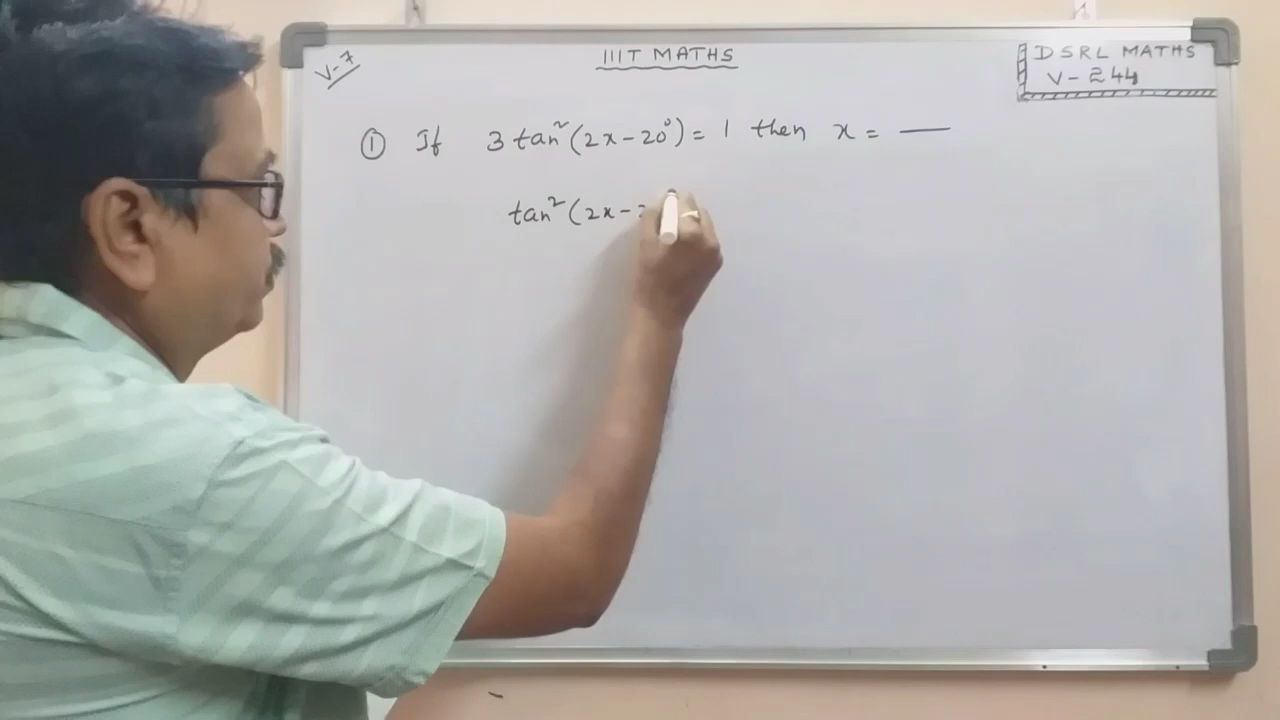 V-7
IIIT MATHS
DSRL MATHS
V-244
① If 3 tan²(2x-20°) = 1 then x = —
tan²(2x-2